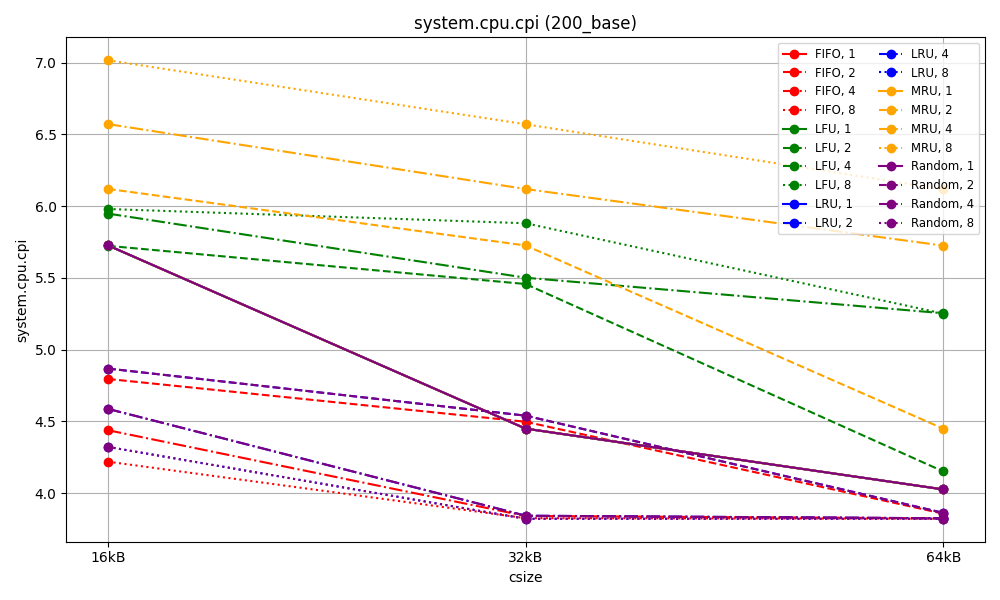 system.cpu.cpi (200_base)
FIFO, 1
FIFO, 2
FIFO, 4
FIFO, 8
LFU, 1
LFU, 2
LFU, 4
LFU, 8
LRU, 1
LRU, 2
LRU, 4
LRU, 8
MRU, 1
MRU, 2
MRU, 4
MRU, 8
Random, 1
Random, 2
Random, 4
Random, 8
system.cpu.cpi
7.0
6.5
6.0
5.5
5.0
4.5
4.0
16kB
32kB
64kB
csize